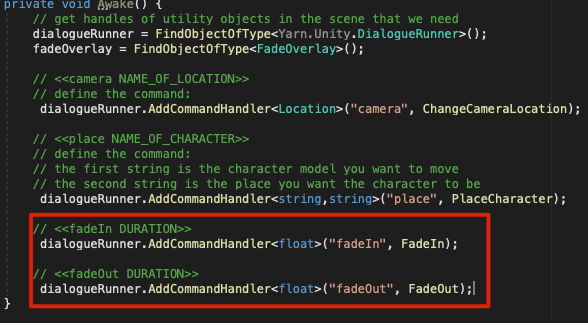 private void Awake() {
// get handles of utility objects in the scene that we need
dialogueRunner = FindObjectOfType<Yarn.Unity.DialogueRunner>();
fadeOverlay = FindObjectOfType<FadeOverlay>();
// <<camera NAME_OF_LOCATION>>
// define the command:
dialogueRunner.AddCommandHandler<Location>("camera", ChangeCameraLocation);
// <<place NAME_OF_CHARACTER>>
// define the command:
// the first string is the character model you want to move
// the second string is the place you want the character to be
dialogueRunner.AddCommandHandler<string,string>("place", PlaceCharacter);
// <<fadeIn DURATION>>
dialogueRunner.AddCommandHandler<float>("fadeIn", FadeIn);
// <<fadeOut DURATION>>
dialogueRunner.AddCommandHandler<float>("fadeOut", FadeOut);
}